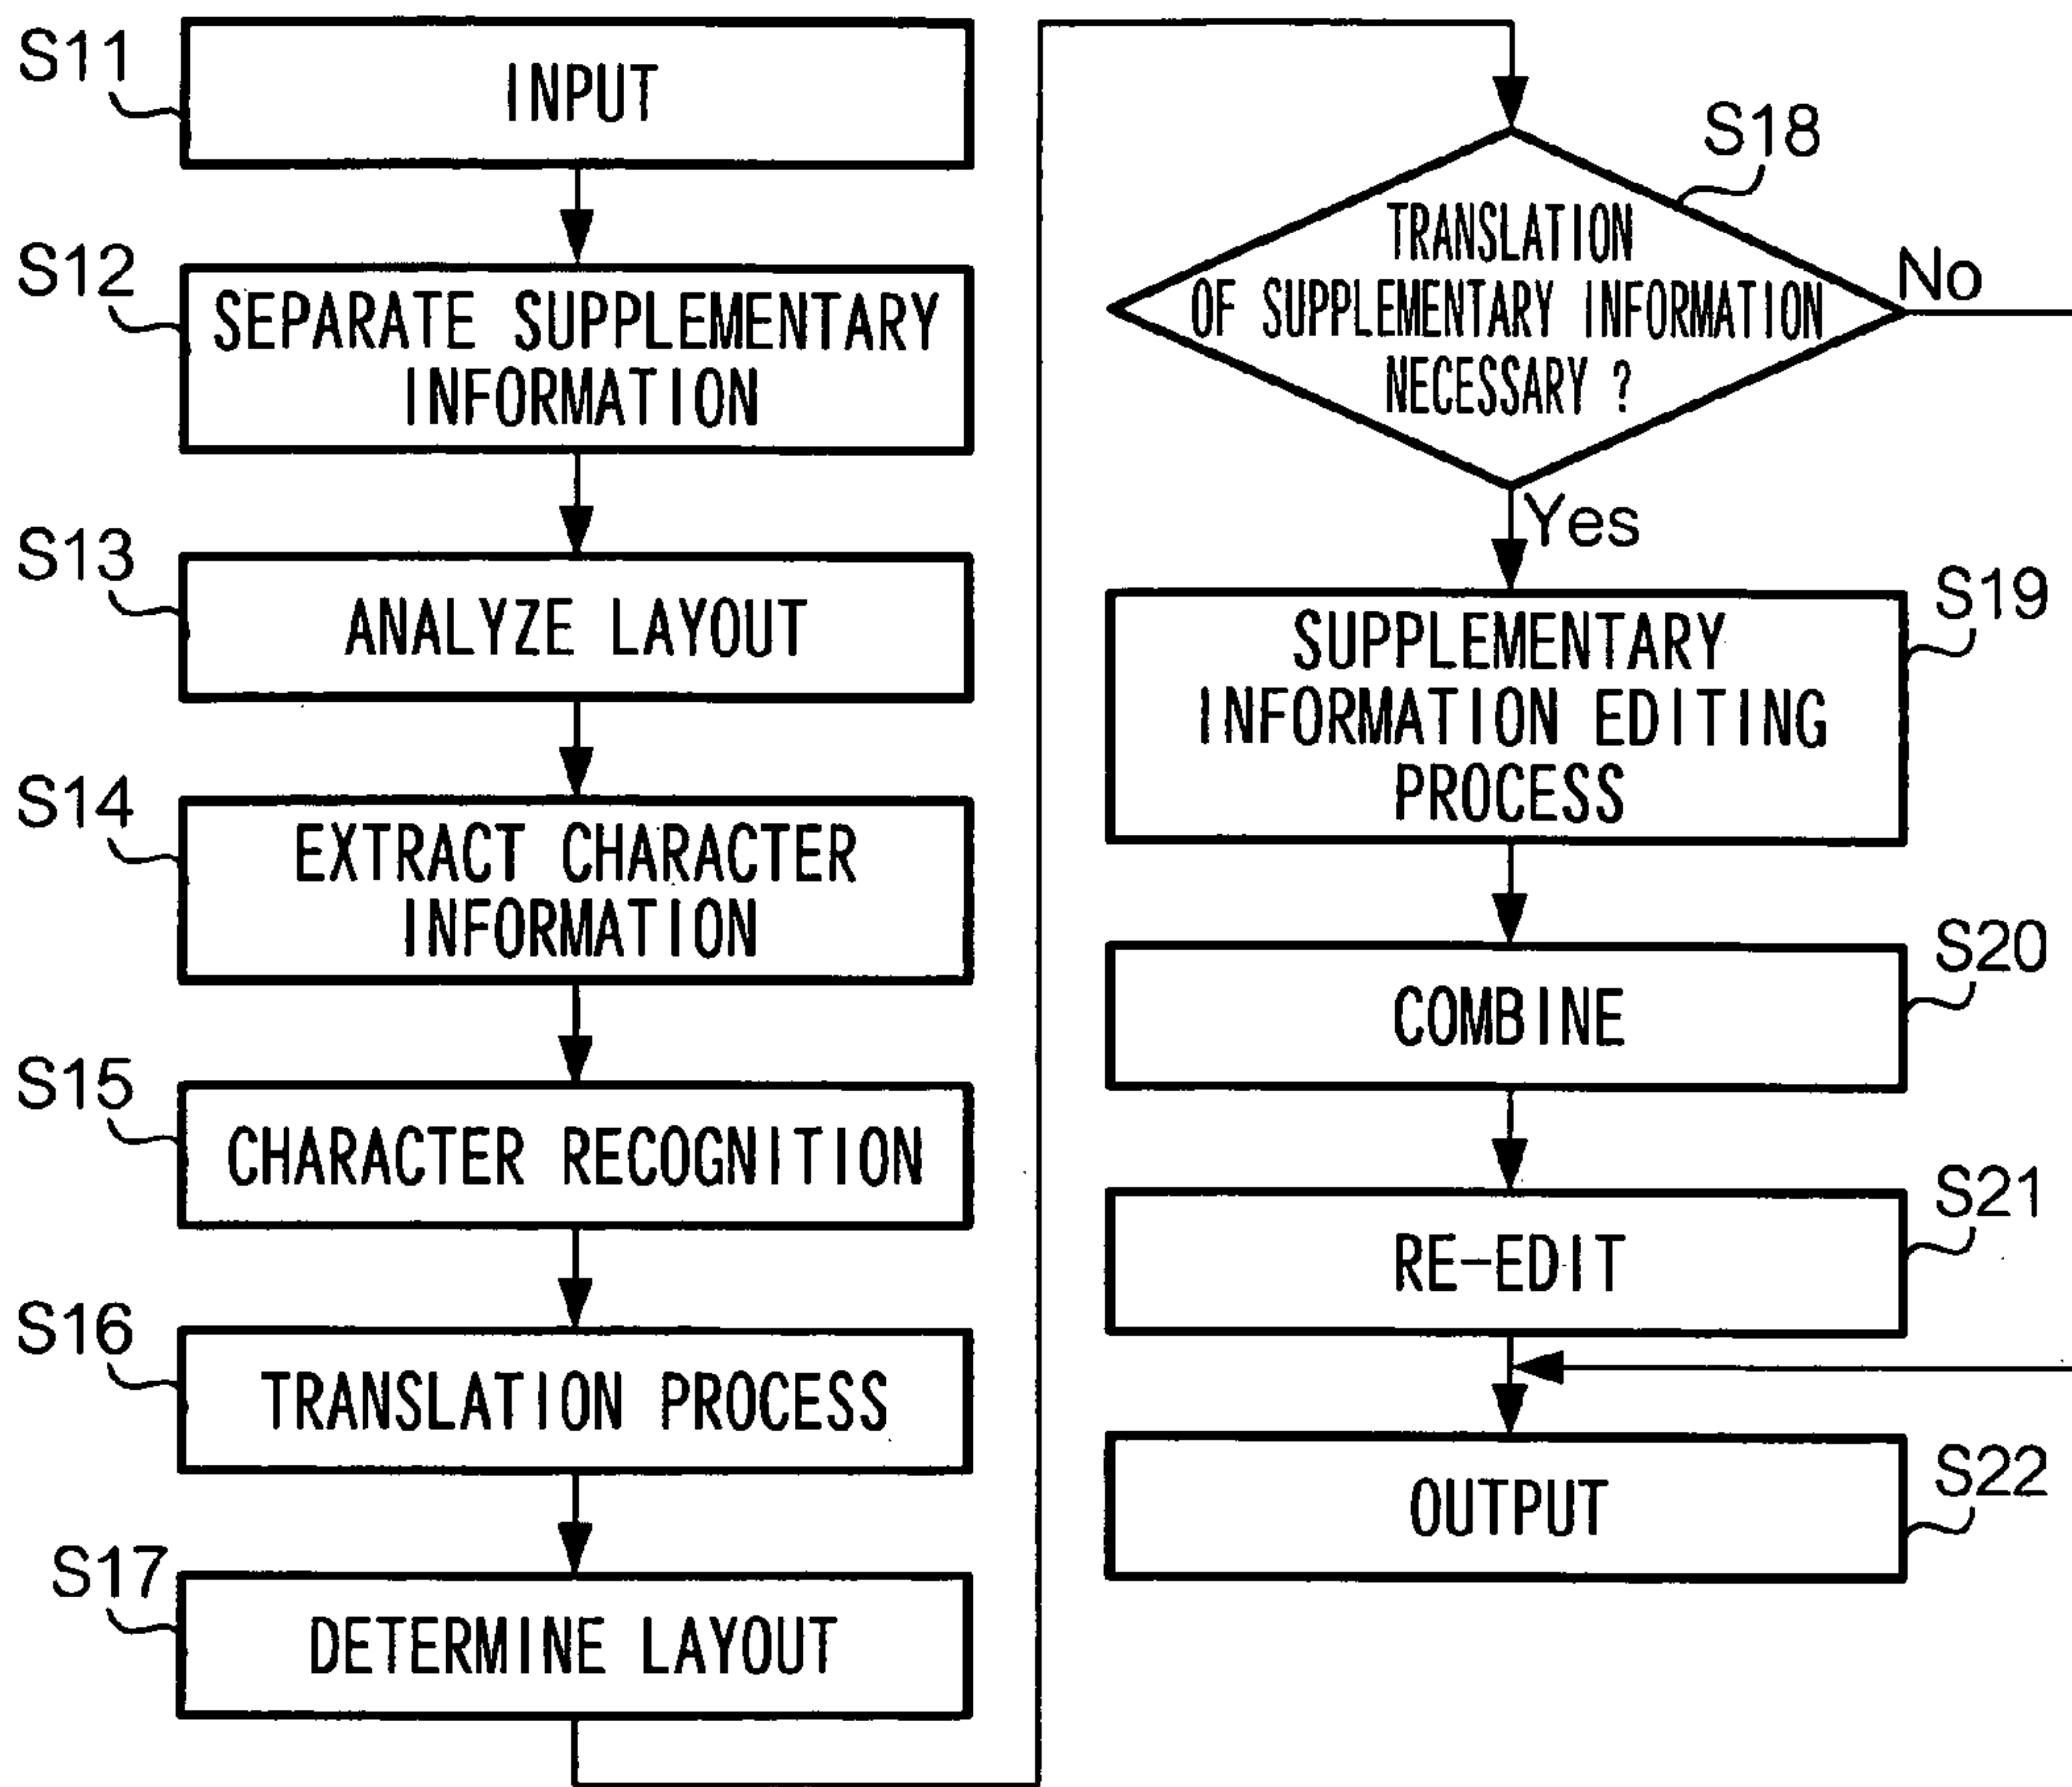 S11
INPUT
S12
SEPARATE SUPPLEMENTARY
INFORMATION
S13
ANALYZE LAYOUT
S14
EXTRACT CHARACTER
INFORMATION
S15
CHARACTER RECOGNITION
S16
TRANSLATION PROCESS
S17
DETERMINE LAYOUT
S18
TRANSLATION
OF SUPPLEMENTARY INFORMATION
NECESSARY ?
No
Yes
S19
SUPPLEMENTARY
INFORMATION EDITING
PROCESS
S20
COMBINE
S21
RE-EDIT
S22
OUTPUT